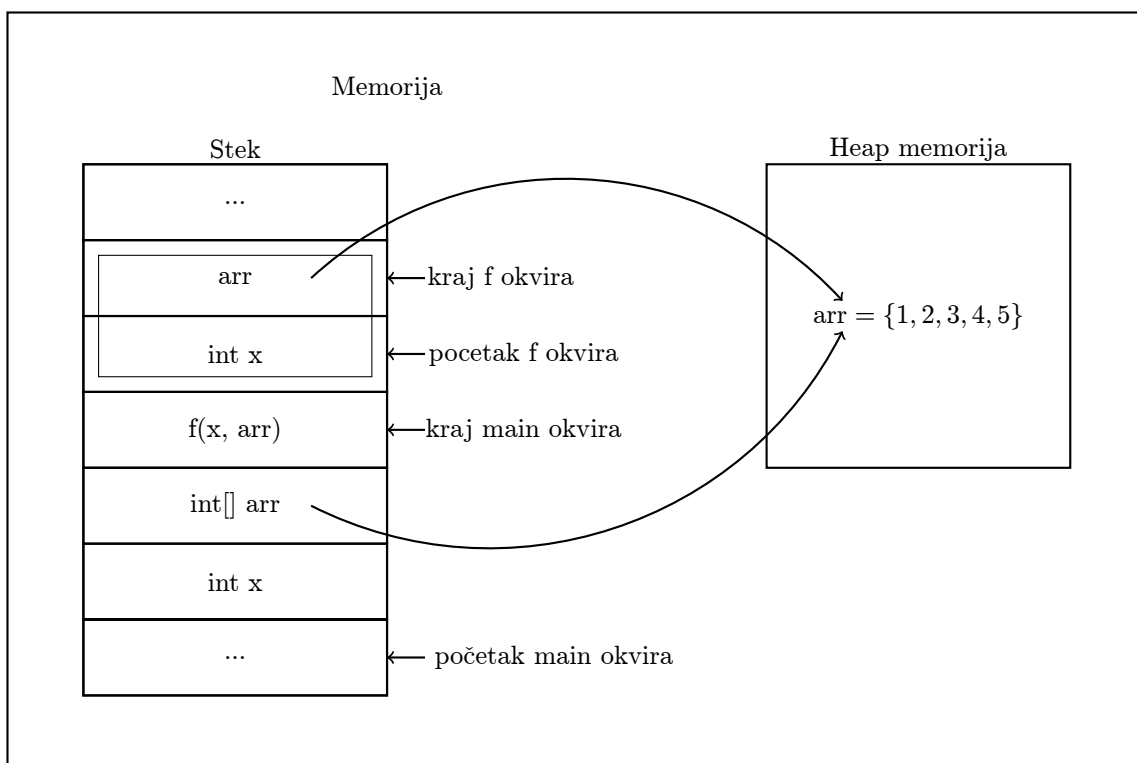 Memorija
Stek
Heap memorija
...
arr
kraj f okvira
arr = {1, 2, 3, 4, 5}
int x
pocetak f okvira
f(x, arr)
kraj main okvira
int[] arr
int x
...
početak main okvira